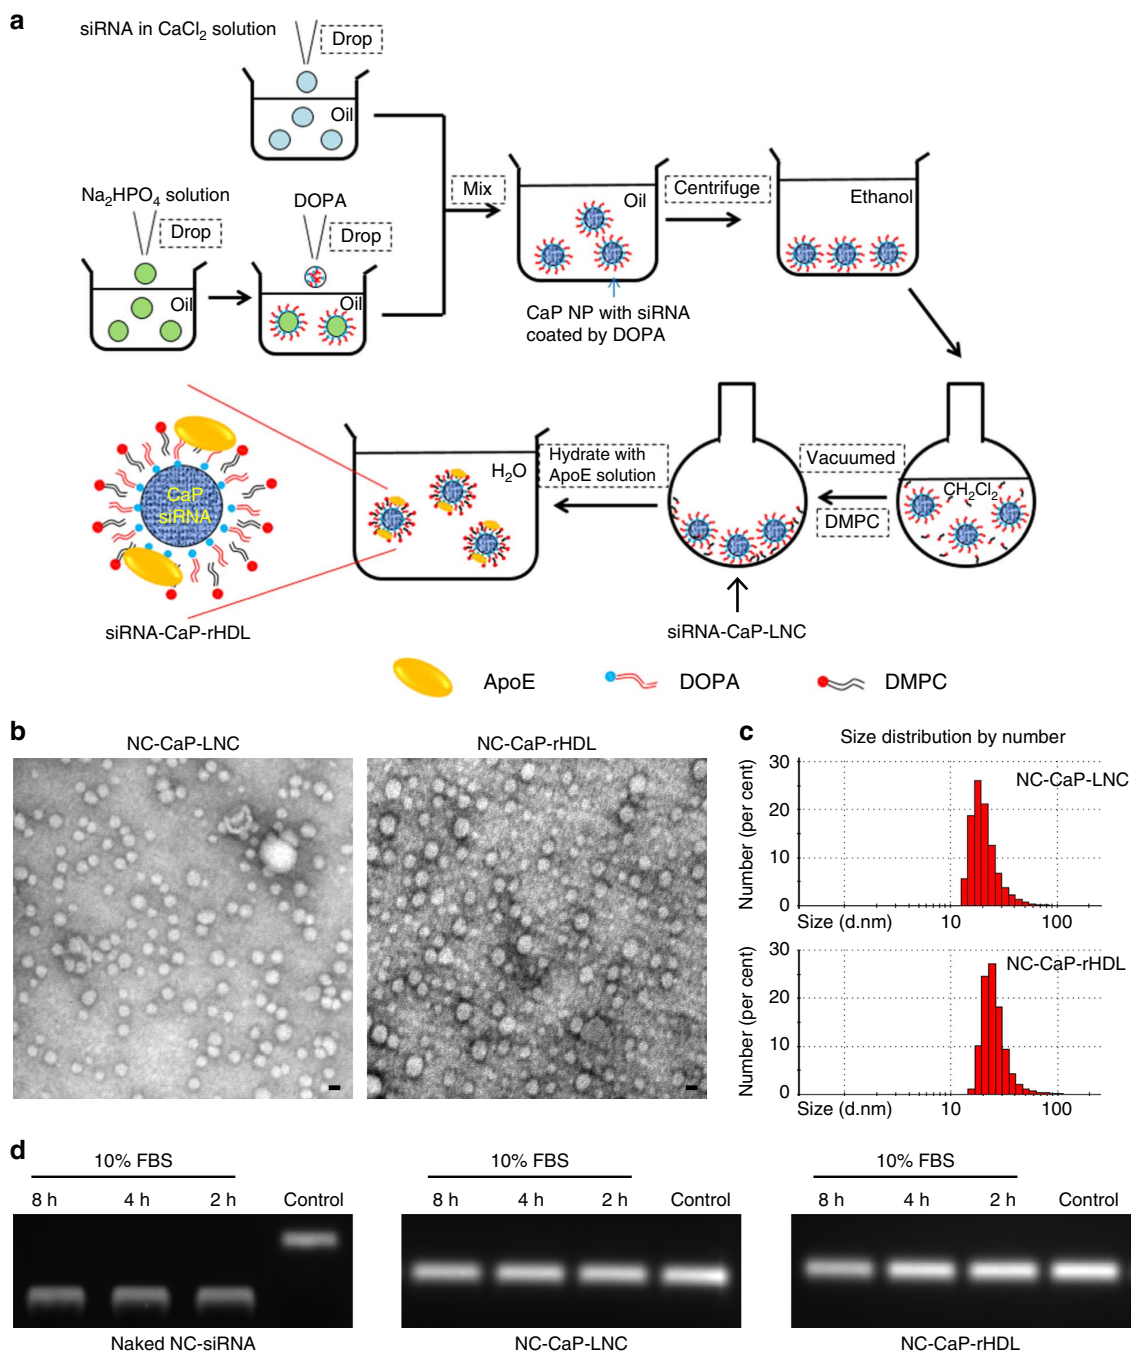 a
siRNA in CaCl₂ solution
Drop
Oil
Na₂HPO₄ solution
Drop
DOPA
Drop
Oil
Oil
Mix
Oil
Centrifuge
Ethanol
CaP NP with siRNA
coated by DOPA
CaP
siRNA
siRNA-CaP-rHDL
H₂O
Hydrate with
ApoE solution
Vacuumed
DMPC
CH₂Cl₂
siRNA-CaP-LNC
ApoE
DOPA
DMPC
b
NC-CaP-LNC
NC-CaP-rHDL
c
Size distribution by number
NC-CaP-LNC
Number (per cent)
30
20
10
0
Size (d.nm)
10
100
NC-CaP-rHDL
Number (per cent)
30
20
10
0
Size (d.nm)
10
100
d
10% FBS
8 h 4 h 2 h Control
Naked NC-siRNA
10% FBS
8 h 4 h 2 h Control
NC-CaP-LNC
10% FBS
8 h 4 h 2 h Control
NC-CaP-rHDL